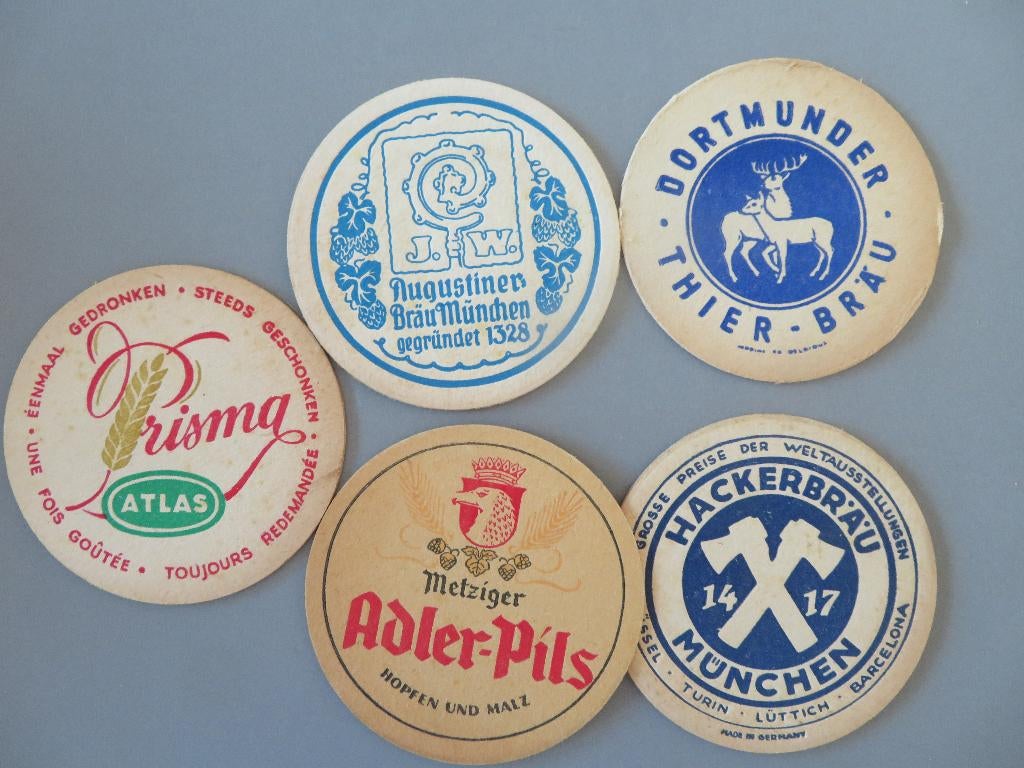 J. W.
Augustiner-
Bräu München
gegründet 1328
DORTMUNDER
· THIER-BRÄU ·
· ÉENMAAL GEDRONKEN · STEEDS GESCHONKEN ·
Prisma
ATLAS
UNE FOIS GOÛTÉE · TOUJOURS REDEMANDÉE
Metziger
Adler-Pils
HOPFEN UND MALZ
GROSSE PREISE DER WELTAUSSTELLUNGEN
HACKERBRÄU
14 17
MÜNCHEN
· TURIN · LÜTTICH · BARCELONA
MADE IN GERMANY